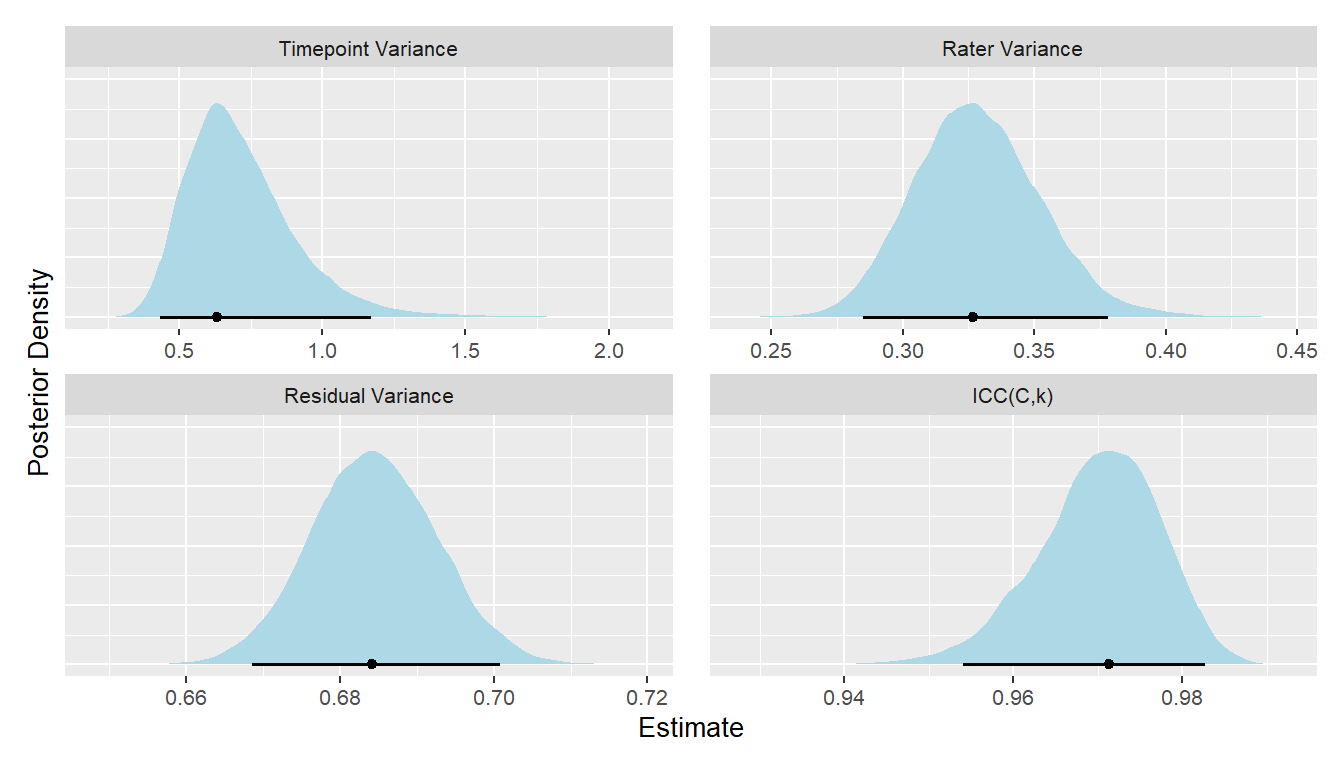 Timepoint Variance
Rater Variance
0.5 1.0 1.5 2.0
0.25 0.30 0.35 0.40 0.45
Residual Variance
ICC(C,k)
0.66 0.68 0.70 0.72
0.94 0.96 0.98
Posterior Density
Estimate